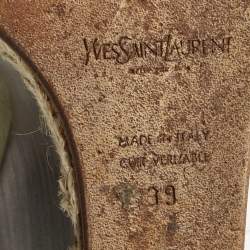 YVESSAINTLAURENT
MADE IN ITALY
CUIR VERITABLE
39